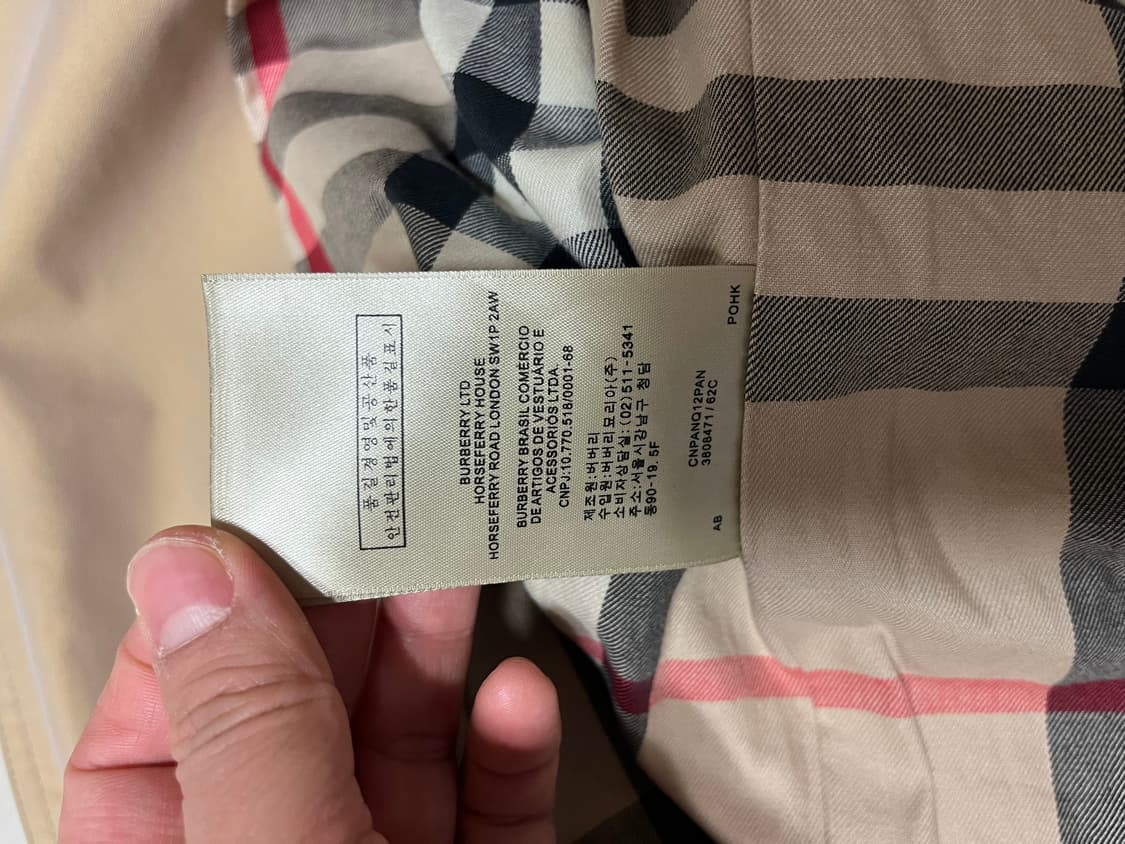 품질경영및공산품
안전관리법에의한품질표시
BURBERRY LTD
HORSEFERRY HOUSE
HORSEFERRY ROAD LONDON SW1P 2AW
BURBERRY BRASIL COMÉRCIO
DE ARTIGOS DE VESTUÁRIO E
ACESSORIÓS LTDA.
CNPJ:10.770.518/0001-68
제조원:버버리
수입원:버버리코리아(주)
소비자상담실:(02)511-5341
주소:서울시강남구 청담
동90-19. 5F
CNPANQ12PAN
3808471 / 62C
AB POHK